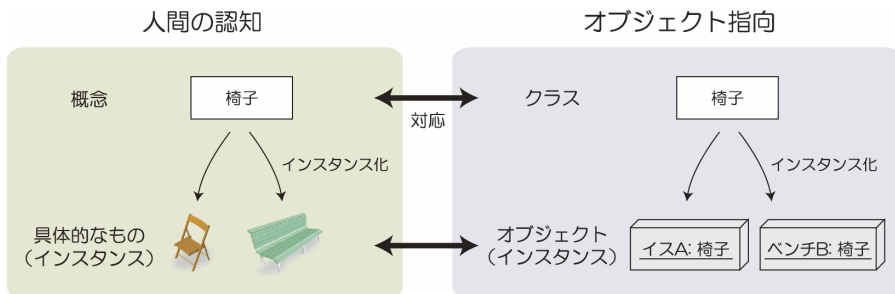 人間の認知
オブジェクト指向
概念
椅子
対応
クラス
椅子
インスタンス化
インスタンス化
具体的なもの
（インスタンス）
オブジェクト
（インスタンス）
イスA: 椅子
ベンチB: 椅子